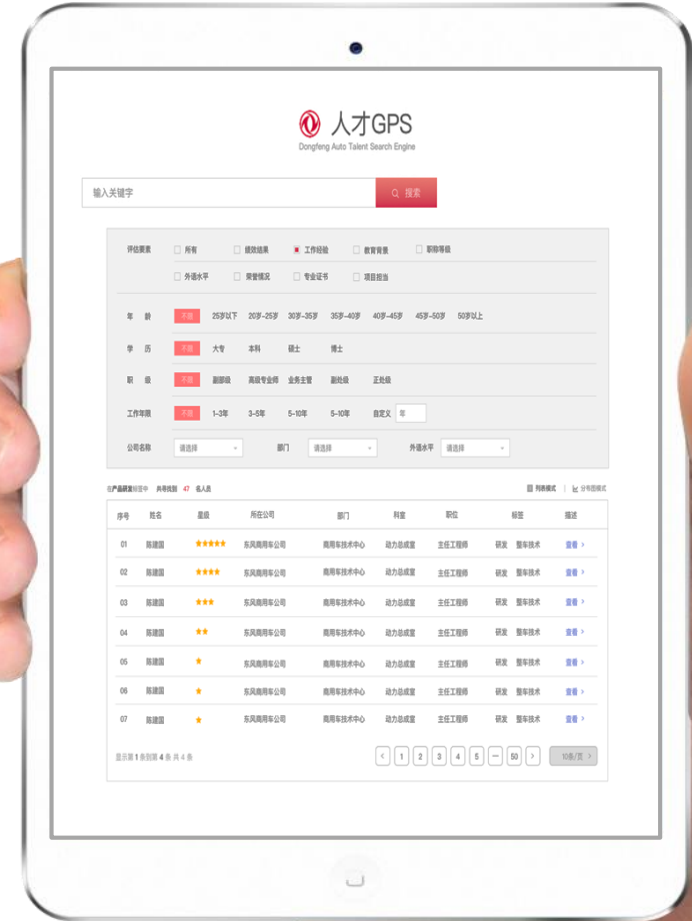 人才GPS
Dongfeng Auto Talent Search Engine
输入关键字 搜索
评估要素 所有 绩效结果 工作经验 教育背景 职称等级
外语水平 荣誉情况 专业证书 项目担当
年 龄 不限 25岁以下 20岁-25岁 30岁-35岁 35岁-40岁 40岁-45岁 45岁-50岁 50岁以上
学 历 不限 大专 本科 硕士 博士
职 级 不限 副部级 高级专业师 业务主管 副处级 正处级
工作年限 不限 1-3年 3-5年 5-10年 5-10年 自定义 年
公司名称 请选择 部门 请选择 外语水平 请选择
在产品研发标签中 共寻找到 47 名人员 列表模式 分布图模式
序号 姓名 星级 所在公司 部门 科室 职位 标签 描述
01 陈建国 ★★★★★ 东风商用车公司 商用车技术中心 动力总成室 主任工程师 研发 整车技术 查看 >
02 陈建国 ★★★★ 东风商用车公司 商用车技术中心 动力总成室 主任工程师 研发 整车技术 查看 >
03 陈建国 ★★★ 东风商用车公司 商用车技术中心 动力总成室 主任工程师 研发 整车技术 查看 >
04 陈建国 ★★ 东风商用车公司 商用车技术中心 动力总成室 主任工程师 研发 整车技术 查看 >
05 陈建国 ★ 东风商用车公司 商用车技术中心 动力总成室 主任工程师 研发 整车技术 查看 >
06 陈建国 ★ 东风商用车公司 商用车技术中心 动力总成室 主任工程师 研发 整车技术 查看 >
07 陈建国 ★ 东风商用车公司 商用车技术中心 动力总成室 主任工程师 研发 整车技术 查看 >
显示第 1 条到第 4 条 共 4 条 < 1 2 3 4 5 — 50 > 10条/页 >